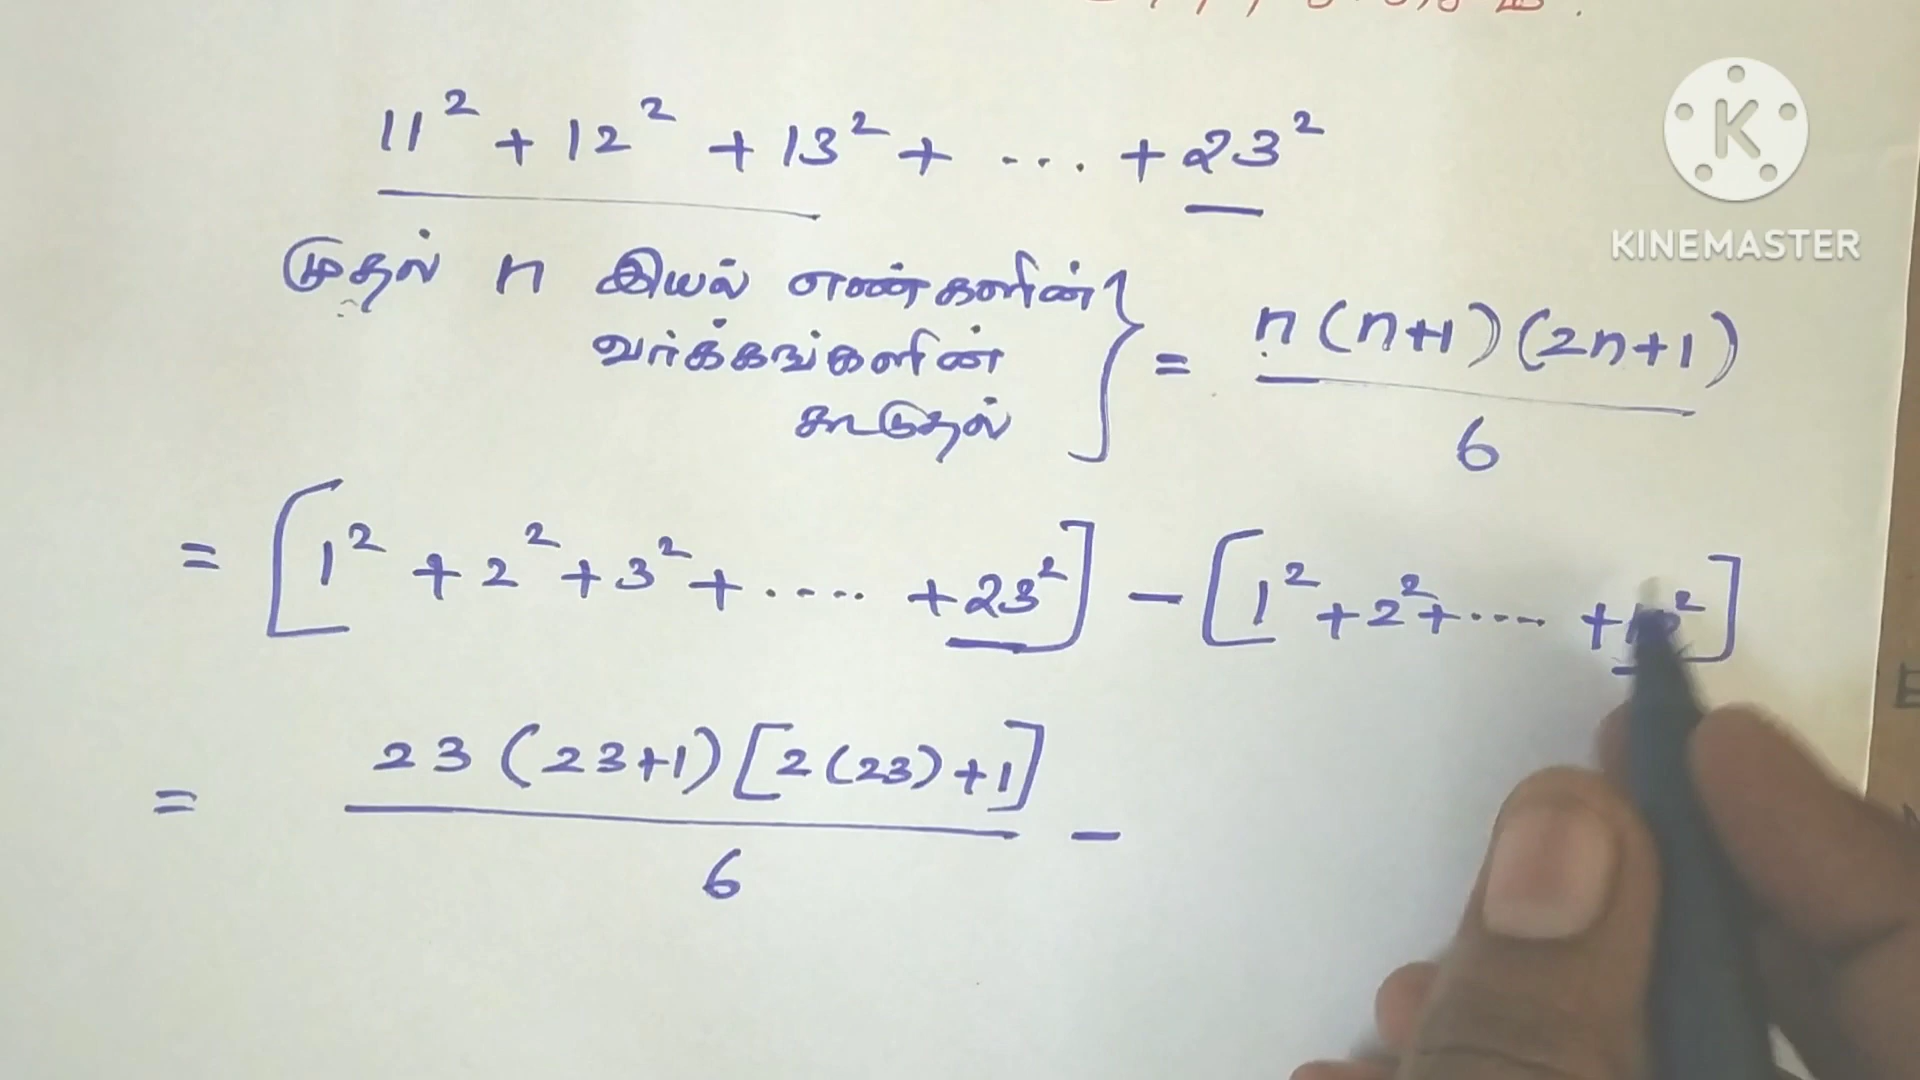 11² + 12² + 13² + ... + 23²
K
KINEMASTER
முதல் n இயல் எண்களின்
வர்க்கங்களின்
கூடுதல்
} = n(n+1)(2n+1) / 6
= [1² + 2² + 3² + .... + 23²] - [1² + 2² + .... + ²]
= 23(23+1)[2(23)+1] / 6 -